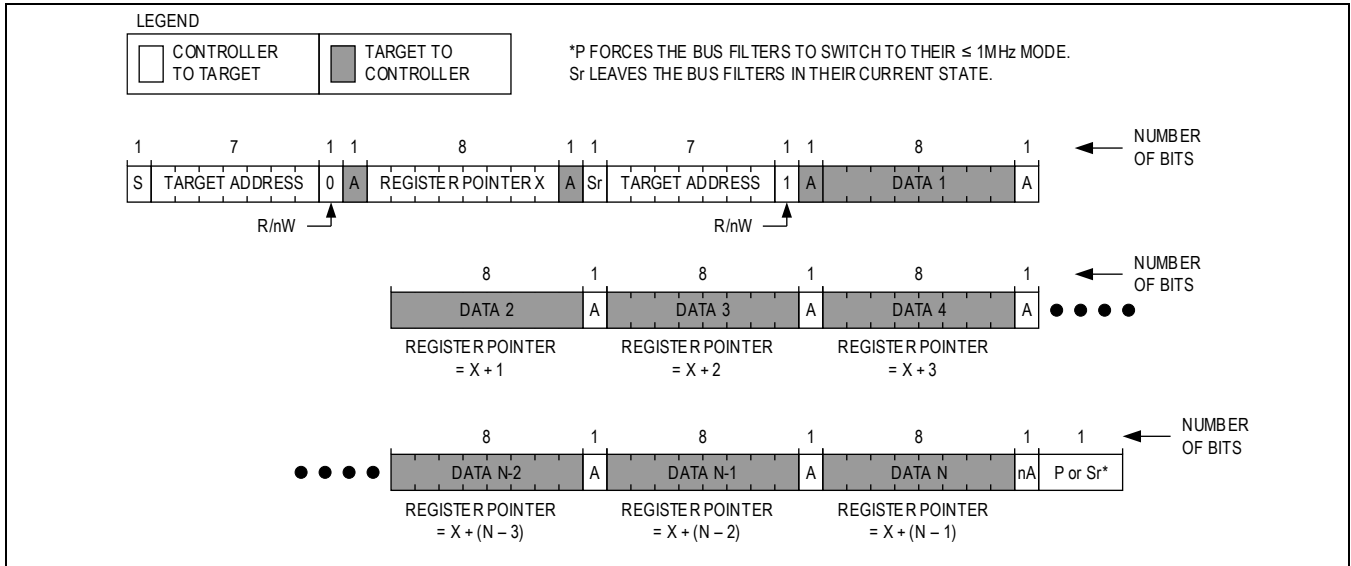 LEGEND
CONTROLLER
TO TARGET
TARGET TO
CONTROLLER
*P FORCES THE BUS FILTERS TO SWITCH TO THEIR ≤ 1MHz MODE.
Sr LEAVES THE BUS FILTERS IN THEIR CURRENT STATE.
1 7 1 1 8 1 1 7 1 1 8 1
NUMBER
OF BITS
S TARGET ADDRESS 0 A REGISTER POINTER X A Sr TARGET ADDRESS 1 A DATA 1 A
R/nW R/nW
8 1 8 1 8 1
NUMBER
OF BITS
DATA 2 A DATA 3 A DATA 4 A
REGISTER POINTER REGISTER POINTER REGISTER POINTER
= X + 1 = X + 2 = X + 3
8 1 8 1 8 1 1
NUMBER
OF BITS
DATA N-2 A DATA N-1 A DATA N nA P or Sr*
REGISTER POINTER REGISTER POINTER REGISTER POINTER
= X + (N – 3) = X + (N – 2) = X + (N – 1)